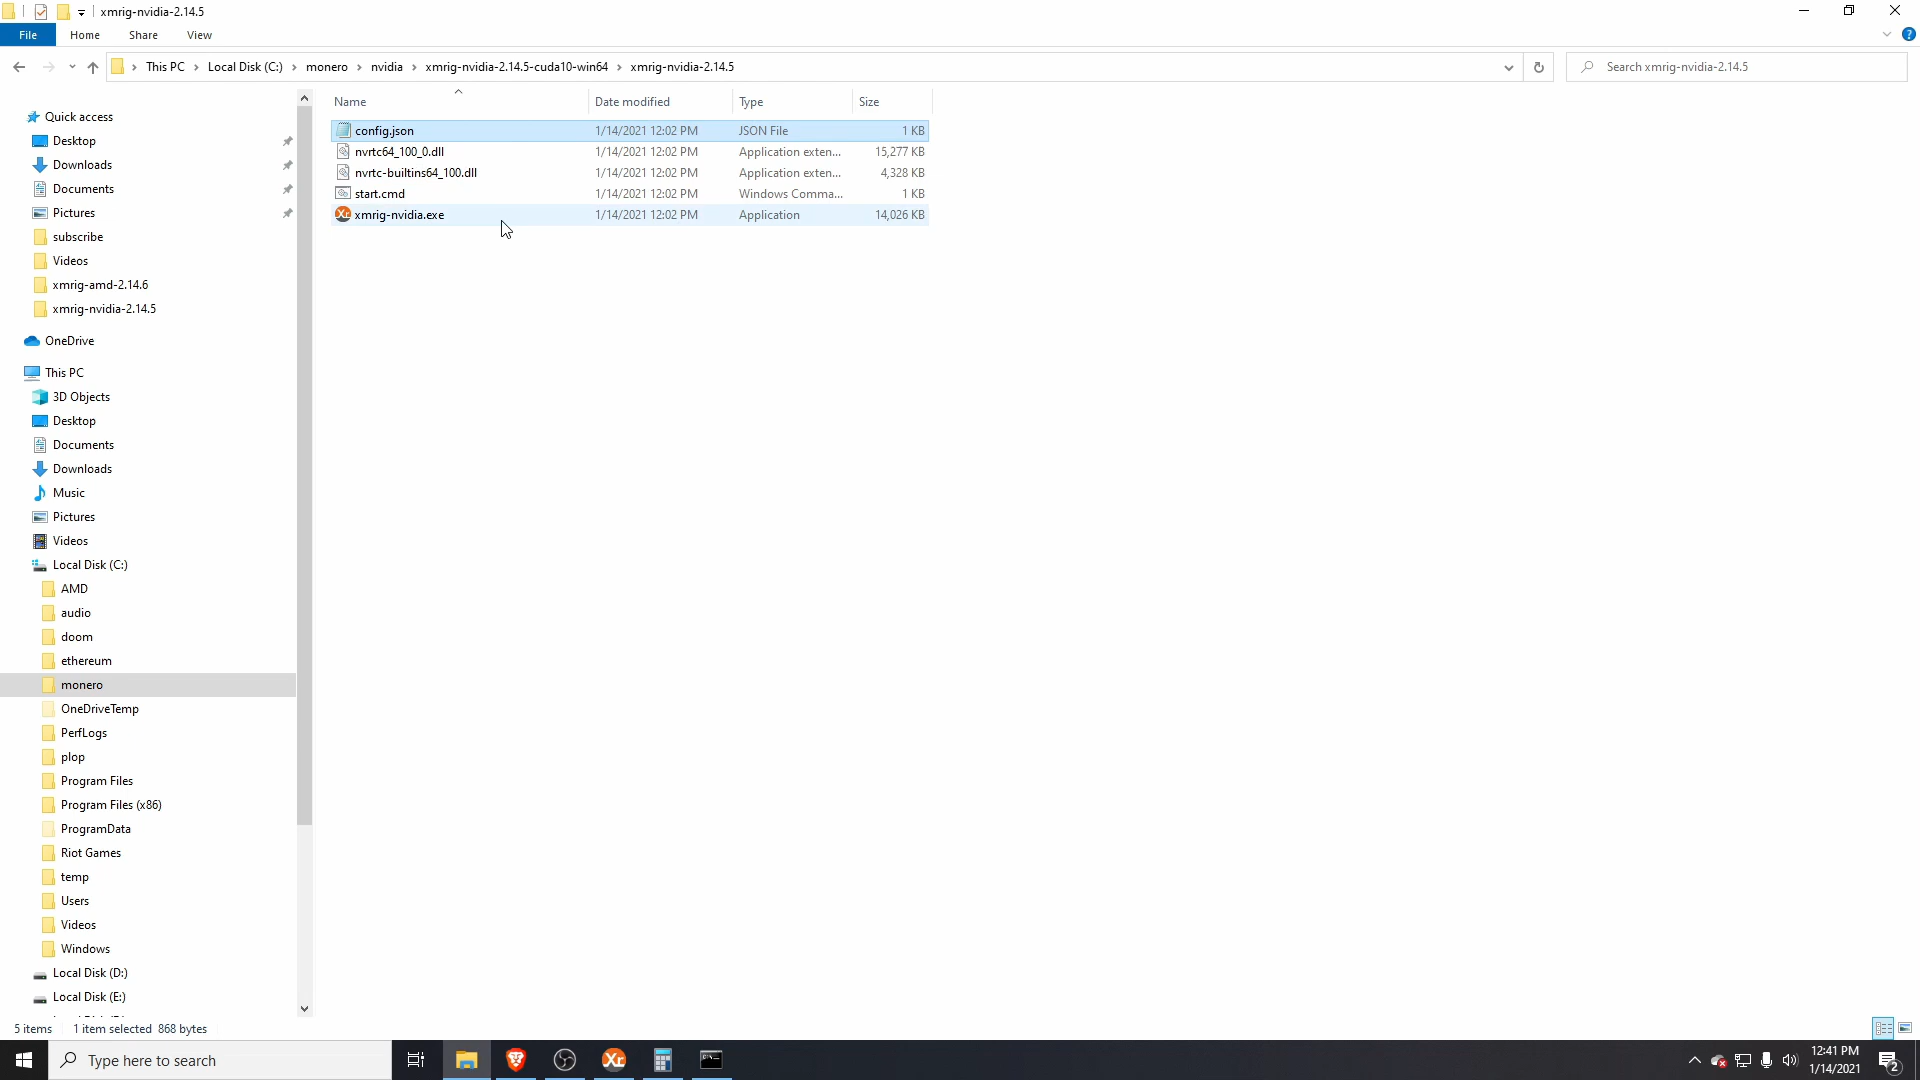 xmrig-nvidia-2.14.5
File Home Share View
This PC Local Disk (C:) monero nvidia xmrig-nvidia-2.14.5-cuda10-win64 xmrig-nvidia-2.14.5 Search xmrig-nvidia-2.14.5
Name Date modified Type Size
config.json 1/14/2021 12:02 PM JSON File 1 KB
nvrtc64_100_0.dll 1/14/2021 12:02 PM Application exten... 15,277 KB
nvrtc-builtins64_100.dll 1/14/2021 12:02 PM Application exten... 4,328 KB
start.cmd 1/14/2021 12:02 PM Windows Comma... 1 KB
xmrig-nvidia.exe 1/14/2021 12:02 PM Application 14,026 KB
Quick access
Desktop
Downloads
Documents
Pictures
subscribe
Videos
xmrig-amd-2.14.6
xmrig-nvidia-2.14.5
OneDrive
This PC
3D Objects
Desktop
Documents
Downloads
Music
Pictures
Videos
Local Disk (C:)
AMD
audio
doom
ethereum
monero
OneDriveTemp
PerfLogs
plop
Program Files
Program Files (x86)
ProgramData
Riot Games
temp
Users
Videos
Windows
Local Disk (D:)
Local Disk (E:)
5 items 1 item selected 868 bytes
Type here to search Xr 12:41 PM
1/14/2021 2